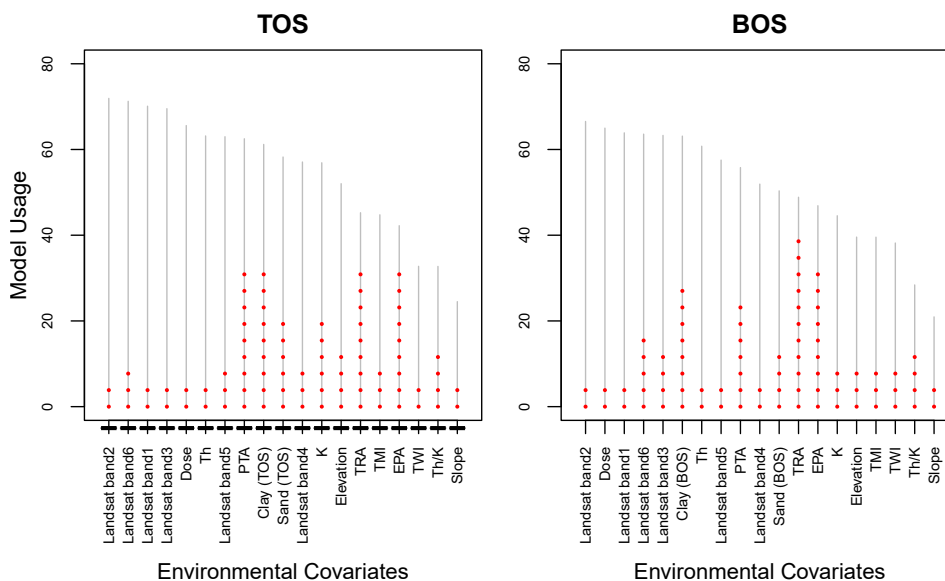 TOS
BOS
Model Usage
80
60
40
20
0
Landsat band2
Landsat band6
Landsat band1
Landsat band3
Dose
Th
Landsat band5
PTA
Clay (TOS)
Sand (TOS)
Landsat band4
K
Elevation
TRA
TMI
EPA
TWI
Th/K
Slope
Environmental Covariates
80
60
40
20
0
Landsat band2
Dose
Landsat band1
Landsat band6
Landsat band3
Clay (BOS)
Th
Landsat band5
PTA
Landsat band4
Sand (BOS)
TRA
EPA
K
Elevation
TMI
TWI
Th/K
Slope
Environmental Covariates